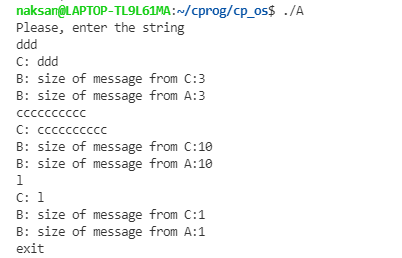 naksan@LAPTOP-TL9L61MA:~/cprog/cp_os$ ./A
Please, enter the string
ddd
C: ddd
B: size of message from C:3
B: size of message from A:3
cccccccccc
C: cccccccccc
B: size of message from C:10
B: size of message from A:10
l
C: l
B: size of message from C:1
B: size of message from A:1
exit